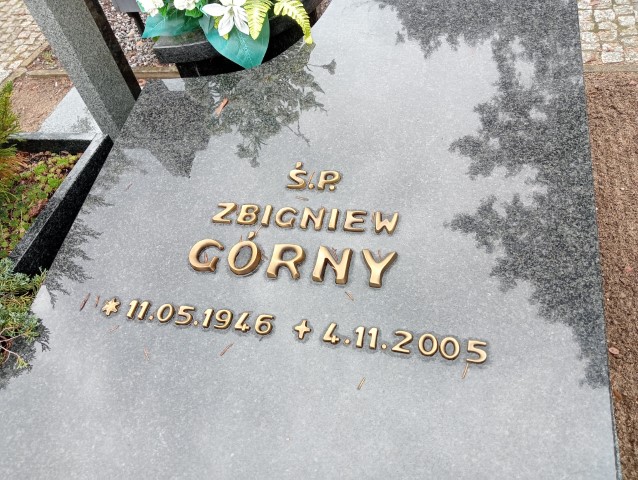 Ś.P.
ZBIGNIEW
GÓRNY
* 11.05.1946 + 4.11.2005